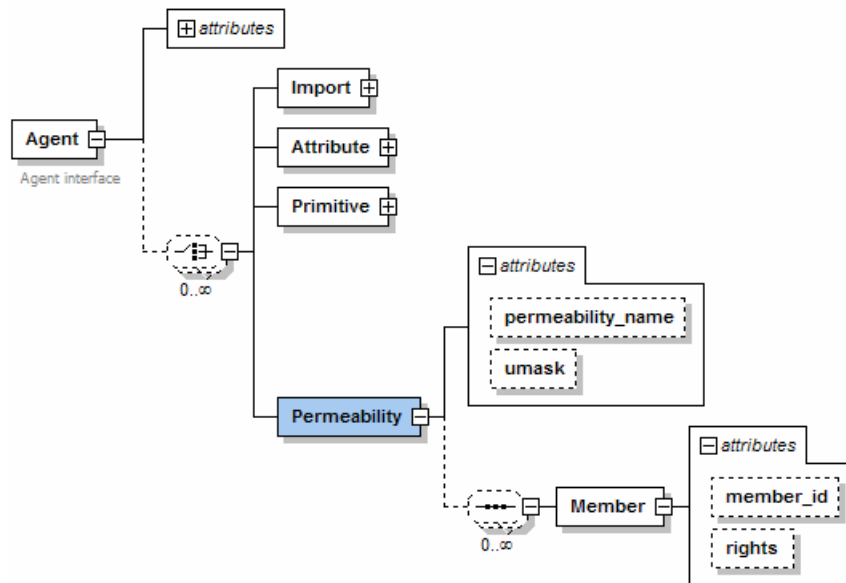 attributes
Import
Agent
Attribute
Agent interface
Primitive
0..∞
attributes
permeability_name
umask
Permeability
attributes
member_id
Member
0..∞
rights